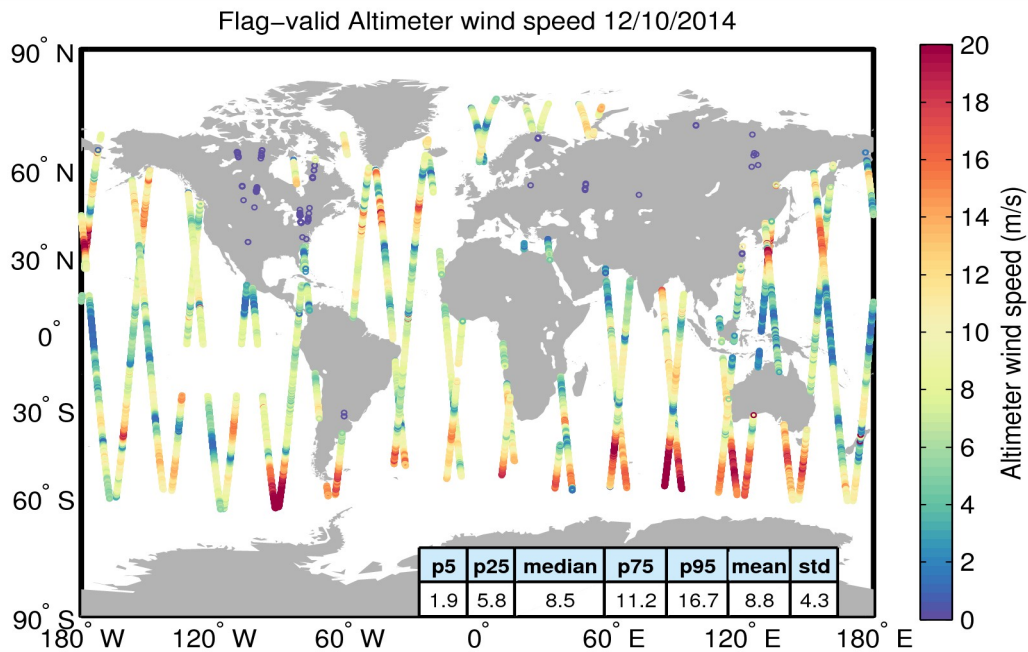 Flag−valid Altimeter wind speed 12/10/2014
90° N
60° N
30° N
0°
30° S
60° S
90° S
180° W
120° W
60° W
0°
60° E
120° E
180° E
p5 p25 median p75 p95 mean std
1.9 5.8 8.5 11.2 16.7 8.8 4.3
20
18
16
14
12
10
8
6
4
2
0
Altimeter wind speed (m/s)